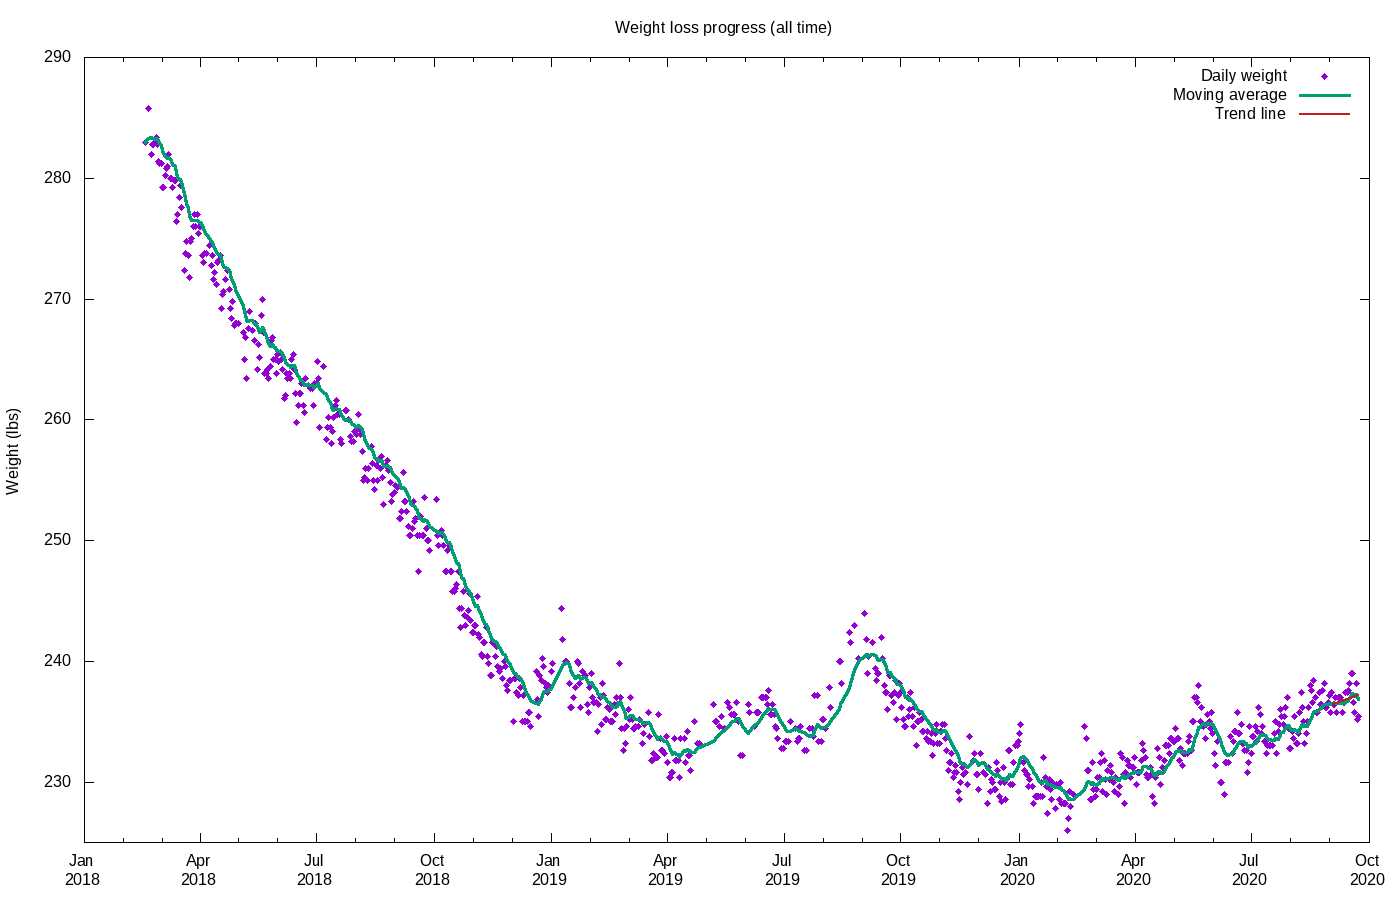 Weight loss progress (all time)
Daily weight
Moving average
Trend line
Weight (lbs)
290
280
270
260
250
240
230
Jan Apr Jul Oct Jan Apr Jul Oct Jan Apr Jul Oct
2018 2018 2018 2018 2019 2019 2019 2019 2020 2020 2020 2020